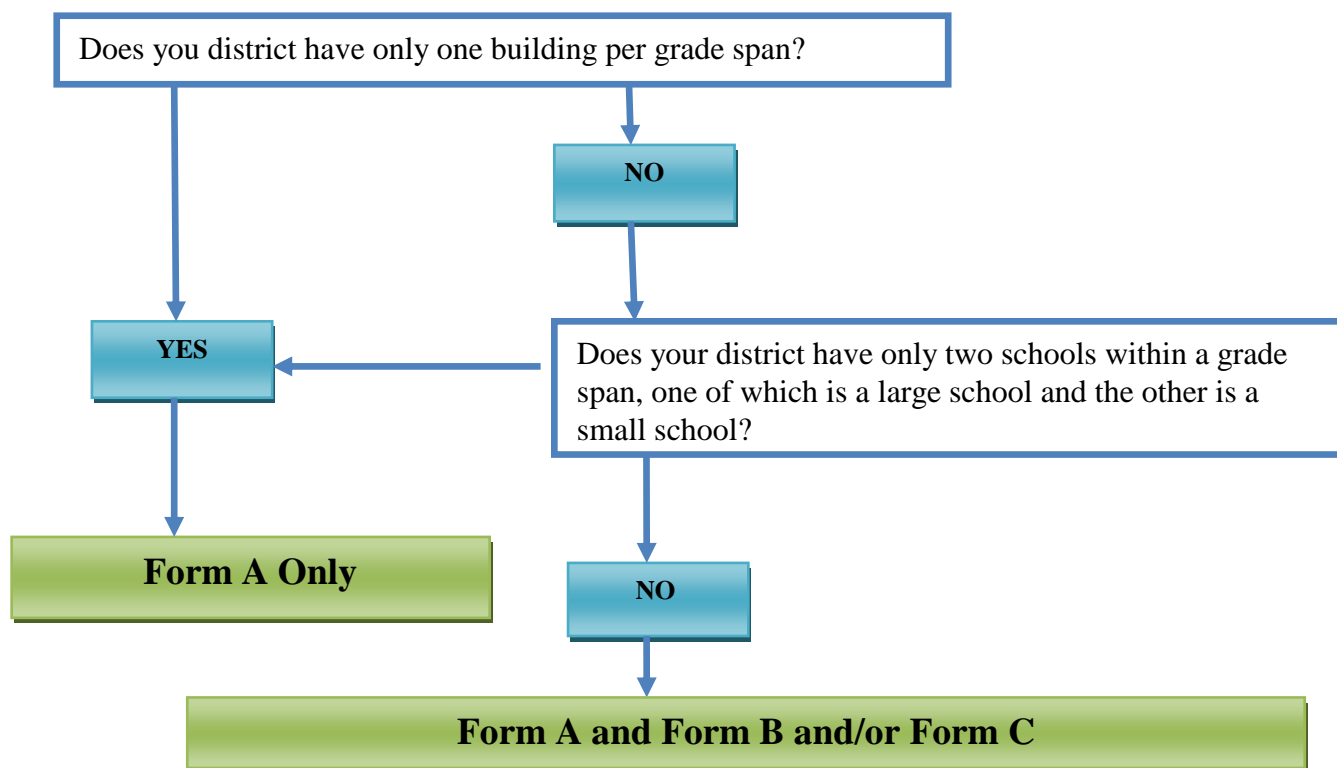 Does you district have only one building per grade span?
NO
YES
Does your district have only two schools within a grade
span, one of which is a large school and the other is a
small school?
Form A Only
NO
Form A and Form B and/or Form C